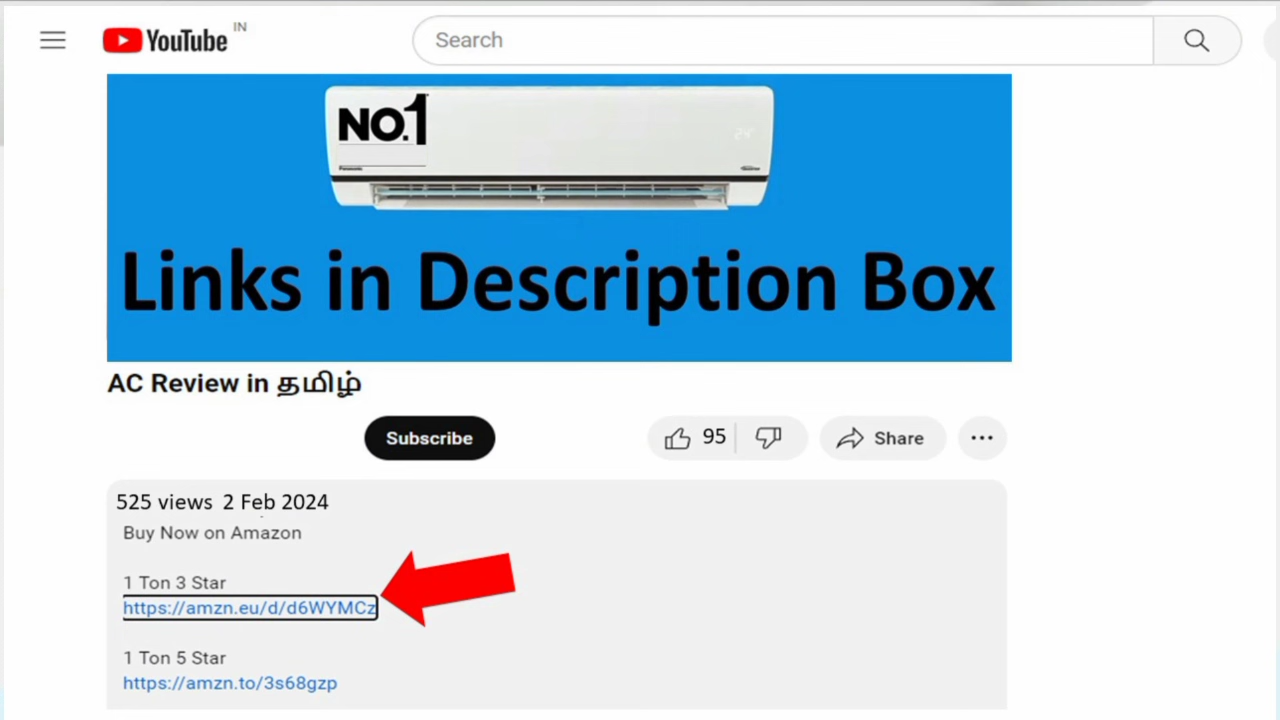 YouTube IN
Search
NO.1
24
Panasonic
Links in Description Box
AC Review in தமிழ்
Subscribe
95
Share
525 views 2 Feb 2024
Buy Now on Amazon
1 Ton 3 Star
https://amzn.eu/d/d6WYMCz
1 Ton 5 Star
https://amzn.to/3s68gzp